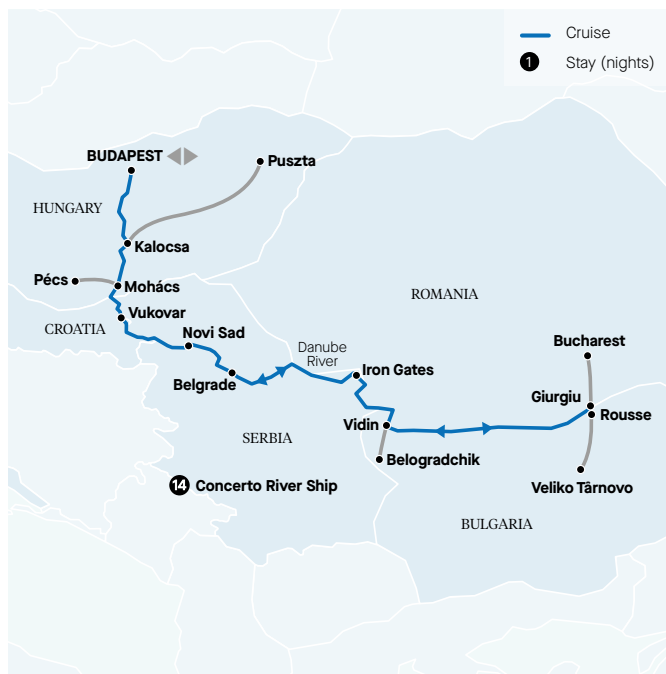 Cruise
1 Stay (nights)
BUDAPEST
Puszta
HUNGARY
Kalocsa
Pécs
Mohács
ROMANIA
Vukovar
CROATIA
Novi Sad
Danube
River
Bucharest
Iron Gates
Belgrade
Giurgiu
Rousse
Vidin
SERBIA
Belogradchik
14 Concerto River Ship
Veliko Târnovo
BULGARIA